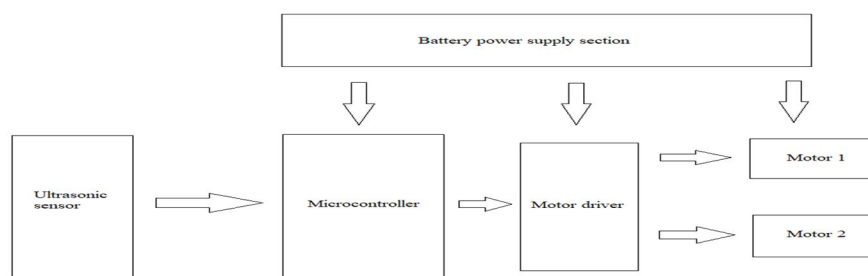 Battery power supply section
Ultrasonic
sensor
Microcontroller
Motor driver
Motor 1
Motor 2